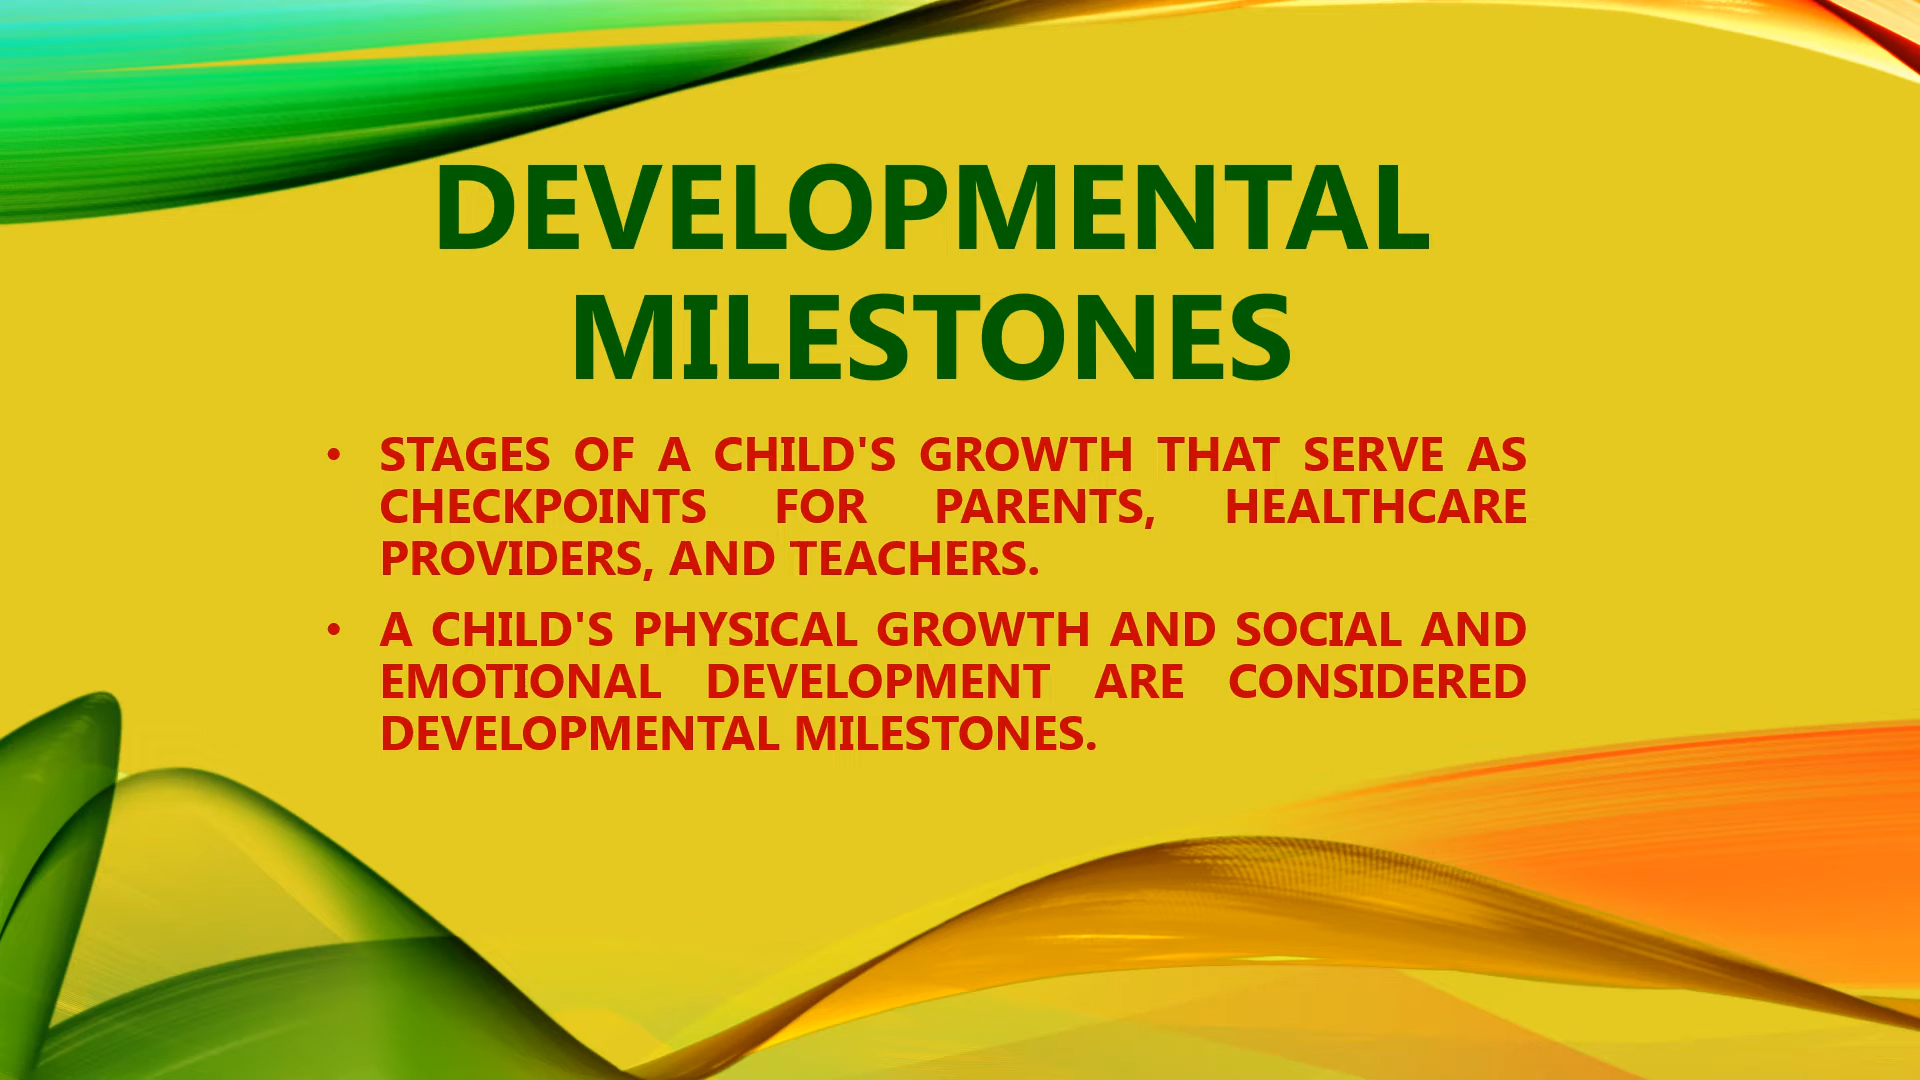 DEVELOPMENTAL
MILESTONES
• STAGES OF A CHILD'S GROWTH THAT SERVE AS
CHECKPOINTS FOR PARENTS, HEALTHCARE
PROVIDERS, AND TEACHERS.
• A CHILD'S PHYSICAL GROWTH AND SOCIAL AND
EMOTIONAL DEVELOPMENT ARE CONSIDERED
DEVELOPMENTAL MILESTONES.